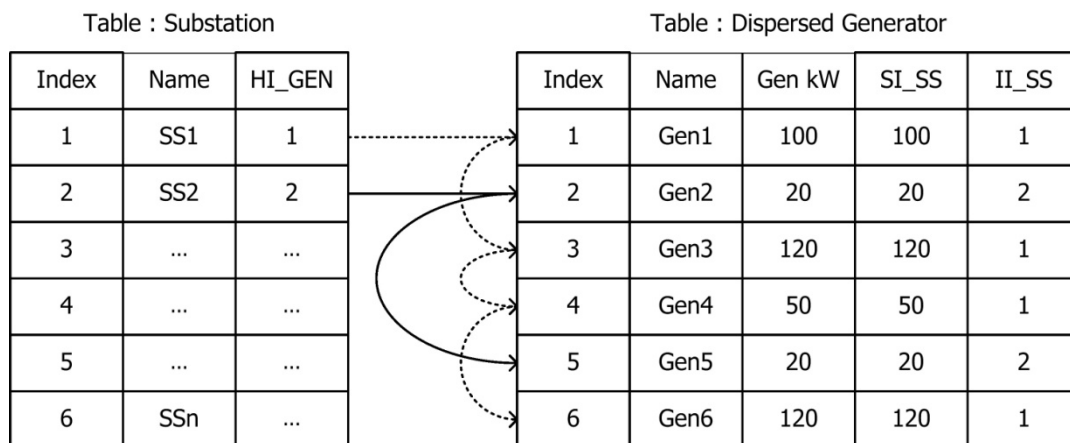 Table : Substation
Table : Dispersed Generator
Index Name HI_GEN
Index Name Gen kW SI_SS II_SS
1 SS1 1
1 Gen1 100 100 1
2 SS2 2
2 Gen2 20 20 2
3 ... ...
3 Gen3 120 120 1
4 ... ...
4 Gen4 50 50 1
5 ... ...
5 Gen5 20 20 2
6 SSn ...
6 Gen6 120 120 1